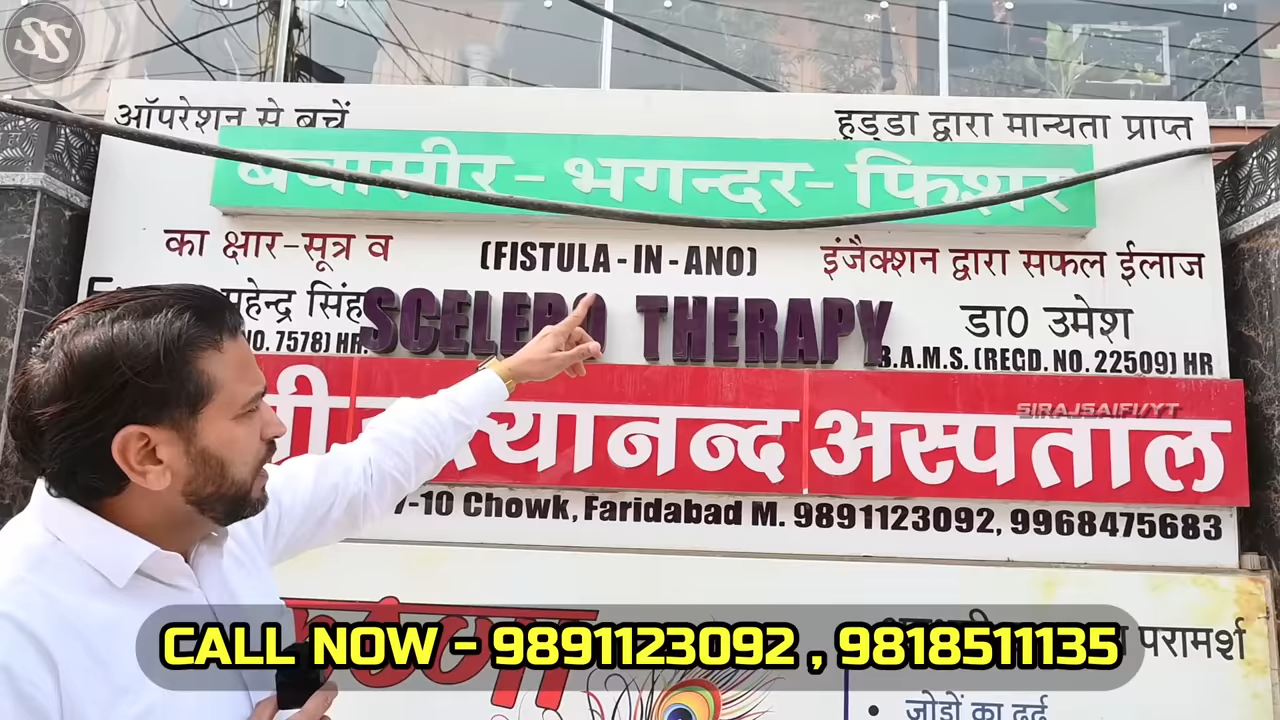 SS
ऑपरेशन से बचें
हुड्डा द्वारा मान्यता प्राप्त
बवासीर - भगन्दर - फिशर
का क्षार-सूत्र व
(FISTULA - IN - ANO)
इंजैक्शन द्वारा सफल ईलाज
महेन्द्र सिंह
SCELERO THERAPY
डा0 उमेश
NO. 7578) HR.
B.A.M.S. (REGD. NO. 22509) HR
अस्पताल
SIRAJSAIFI/YT
-10 Chowk, Faridabad M. 9891123092, 9968475683
परामर्श
CALL NOW - 9891123092 , 9818511135
• जोड़ों का दर्द